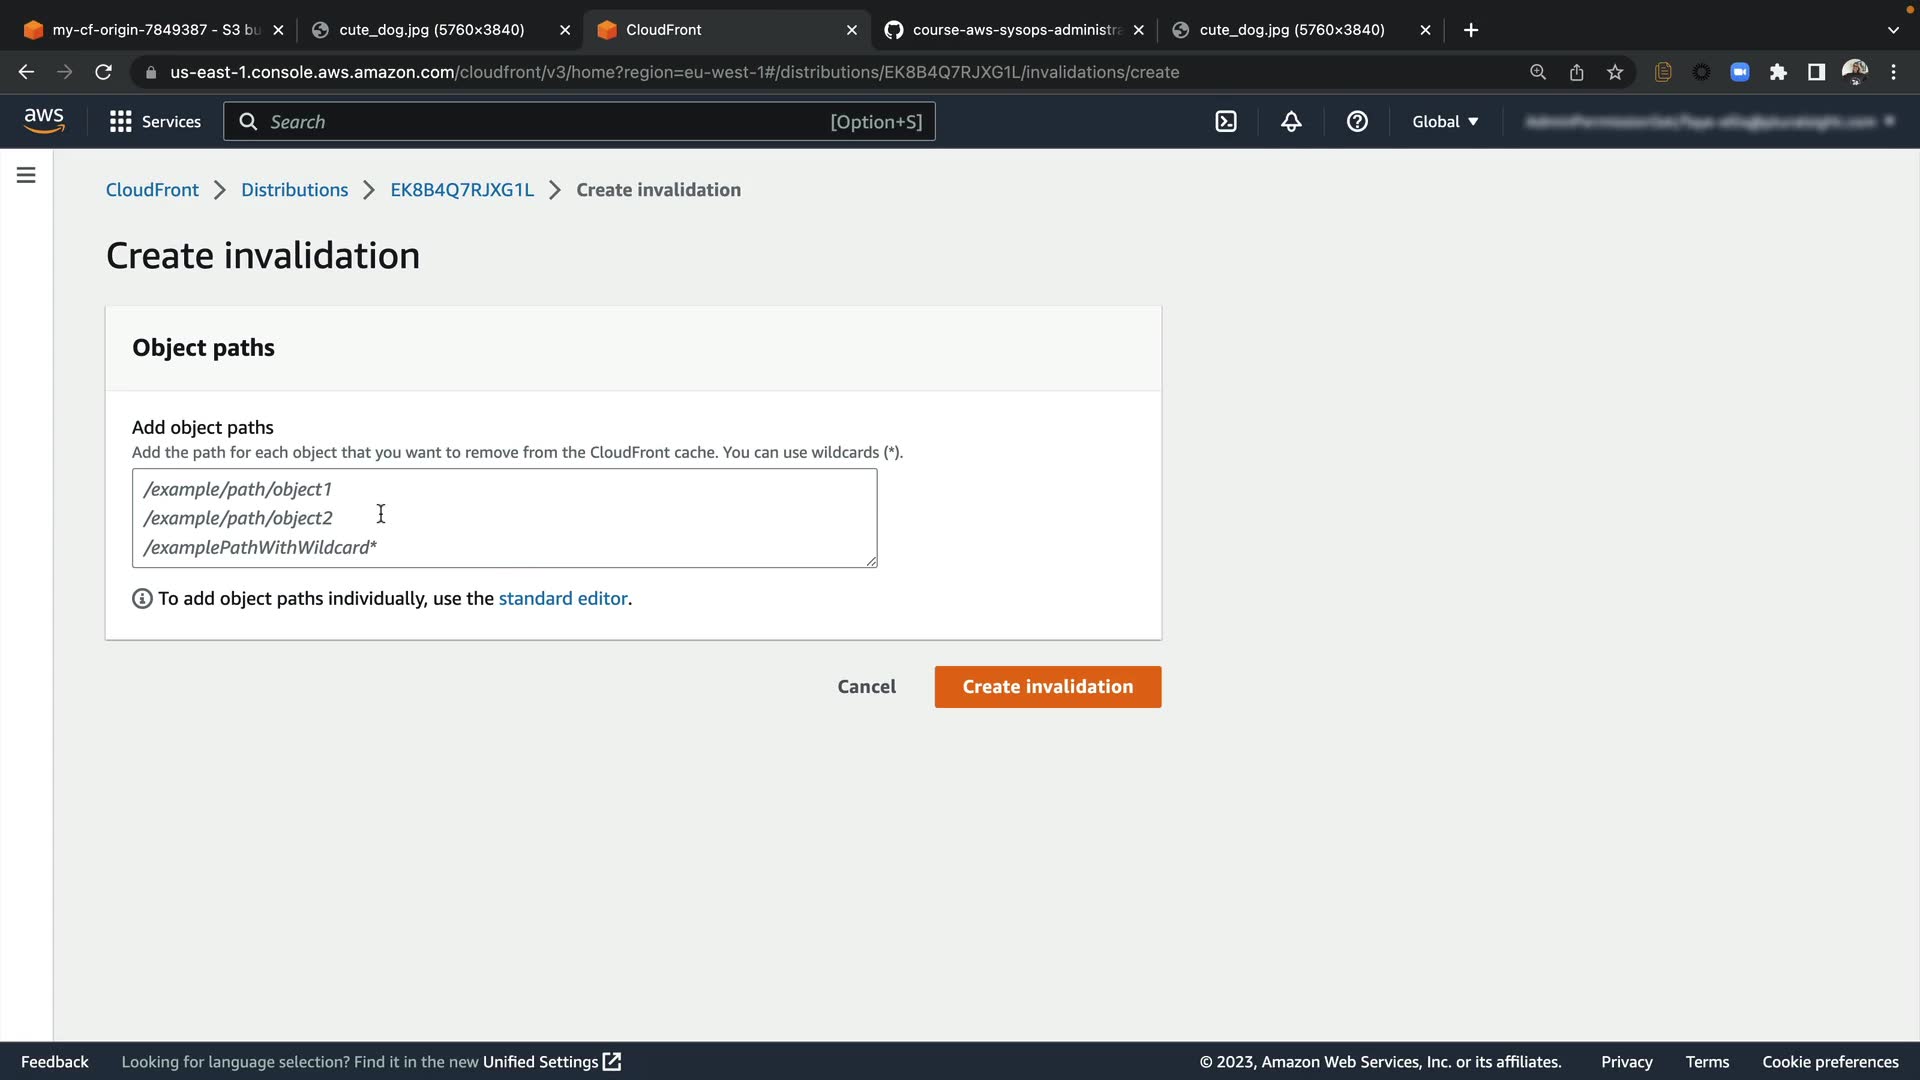 my-cf-origin-7849387 - S3 bu
cute_dog.jpg (5760×3840)
CloudFront
course-aws-sysops-administra
cute_dog.jpg (5760×3840)
us-east-1.console.aws.amazon.com/cloudfront/v3/home?region=eu-west-1#/distributions/EK8B4Q7RJXG1L/invalidations/create
aws
Services
Search
[Option+S]
Global
CloudFront > Distributions > EK8B4Q7RJXG1L > Create invalidation
Create invalidation
Object paths
Add object paths
Add the path for each object that you want to remove from the CloudFront cache. You can use wildcards (*).
/example/path/object1
/example/path/object2
/examplePathWithWildcard*
To add object paths individually, use the standard editor.
Cancel
Create invalidation
Feedback
Looking for language selection? Find it in the new Unified Settings
© 2023, Amazon Web Services, Inc. or its affiliates.
Privacy
Terms
Cookie preferences